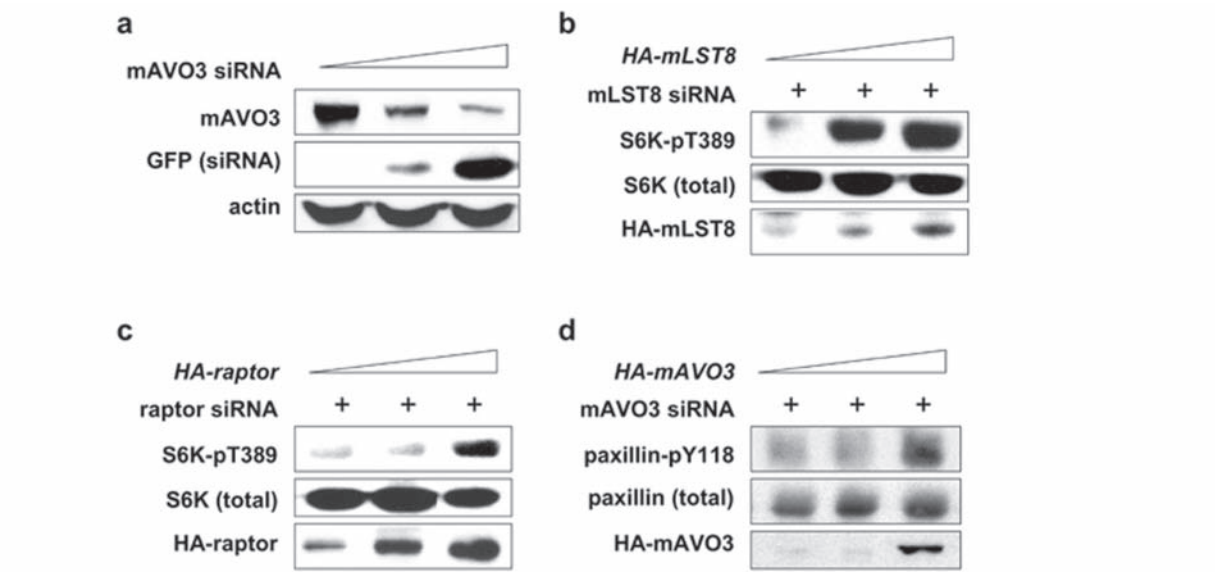 a
mAVO3 siRNA
mAVO3
GFP (siRNA)
actin
b
HA-mLST8
mLST8 siRNA + + +
S6K-pT389
S6K (total)
HA-mLST8
c
HA-raptor
raptor siRNA + + +
S6K-pT389
S6K (total)
HA-raptor
d
HA-mAVO3
mAVO3 siRNA + + +
paxillin-pY118
paxillin (total)
HA-mAVO3